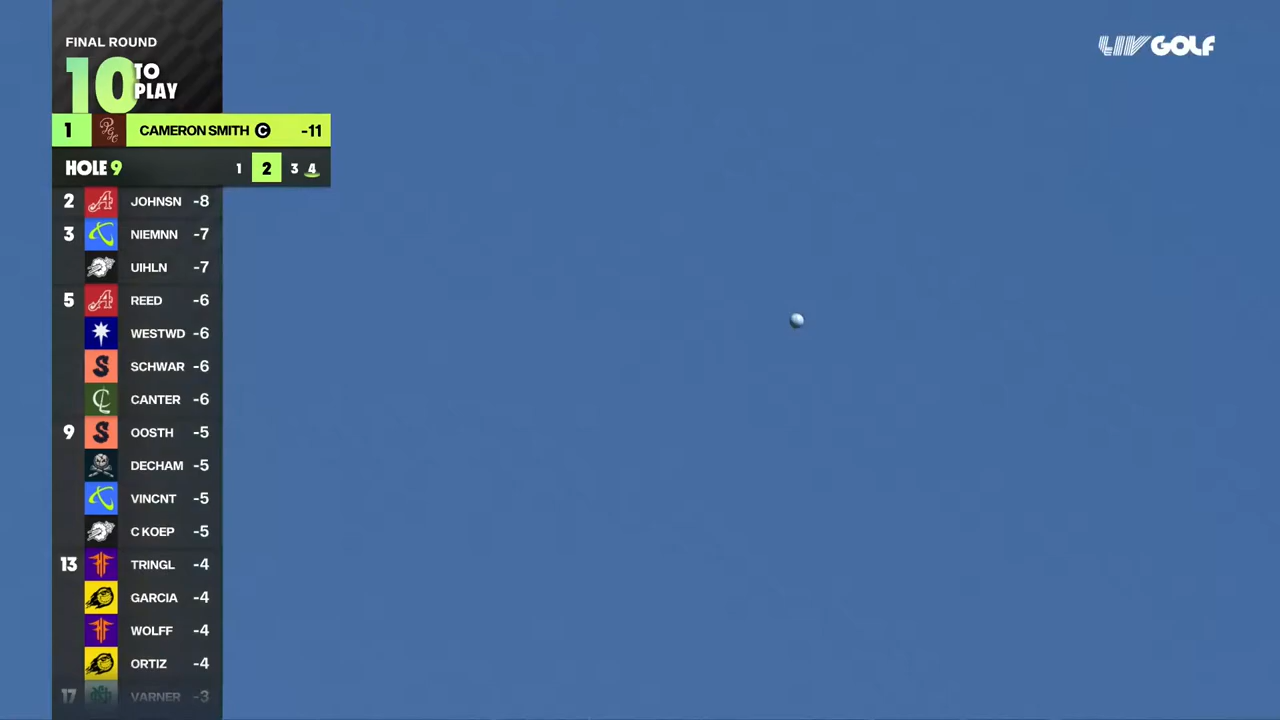 FINAL ROUND
LIV GOLF
10 TO PLAY
1 CAMERON SMITH C -11
HOLE 9 1 2 3 4
2 JOHNSN -8
3 NIEMNN -7
UIHLN -7
5 REED -6
WESTWD -6
SCHWAR -6
CANTER -6
9 OOSTH -5
DECHAM -5
VINCNT -5
C KOEP -5
13 TRINGL -4
GARCIA -4
WOLFF -4
ORTIZ -4
17 VARNER -3